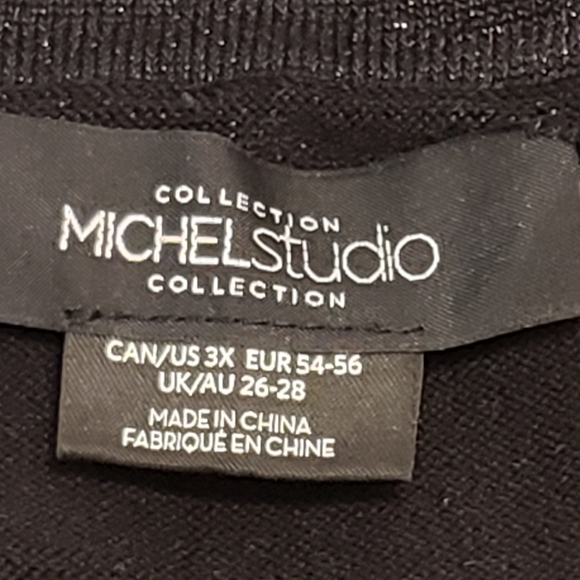 COLLECTION
MICHELstudio
COLLECTION
CAN/US 3X EUR 54-56
UK/AU 26-28
MADE IN CHINA
FABRIQUÉ EN CHINE